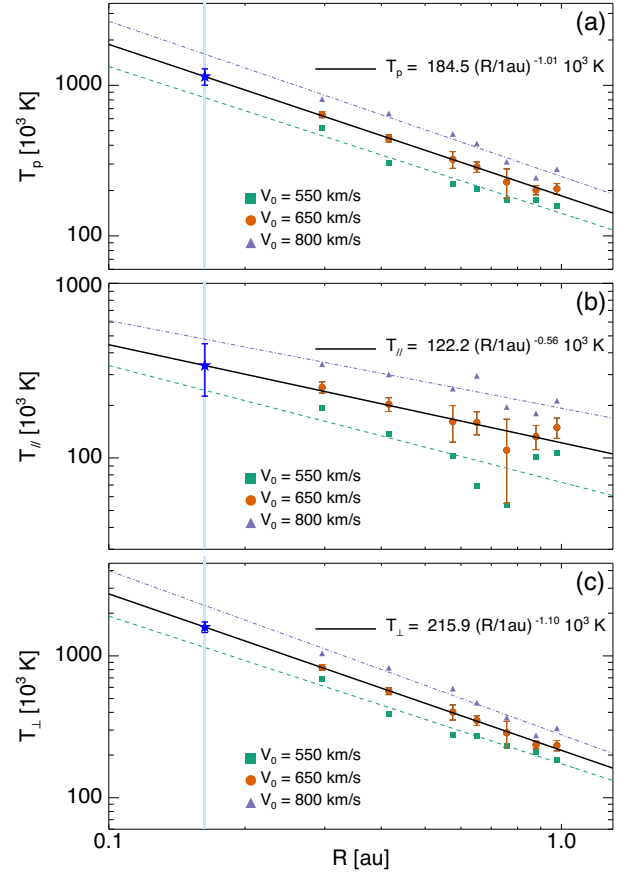 (a)
T_p = 184.5 (R/1au)^-1.01 10^3 K
1000
100
T_p [10^3 K]
V_0 = 550 km/s
V_0 = 650 km/s
V_0 = 800 km/s
(b)
1000
T_// = 122.2 (R/1au)^-0.56 10^3 K
100
T_// [10^3 K]
V_0 = 550 km/s
V_0 = 650 km/s
V_0 = 800 km/s
(c)
T_⊥ = 215.9 (R/1au)^-1.10 10^3 K
1000
100
T_⊥ [10^3 K]
V_0 = 550 km/s
V_0 = 650 km/s
V_0 = 800 km/s
0.1 1.0
R [au]